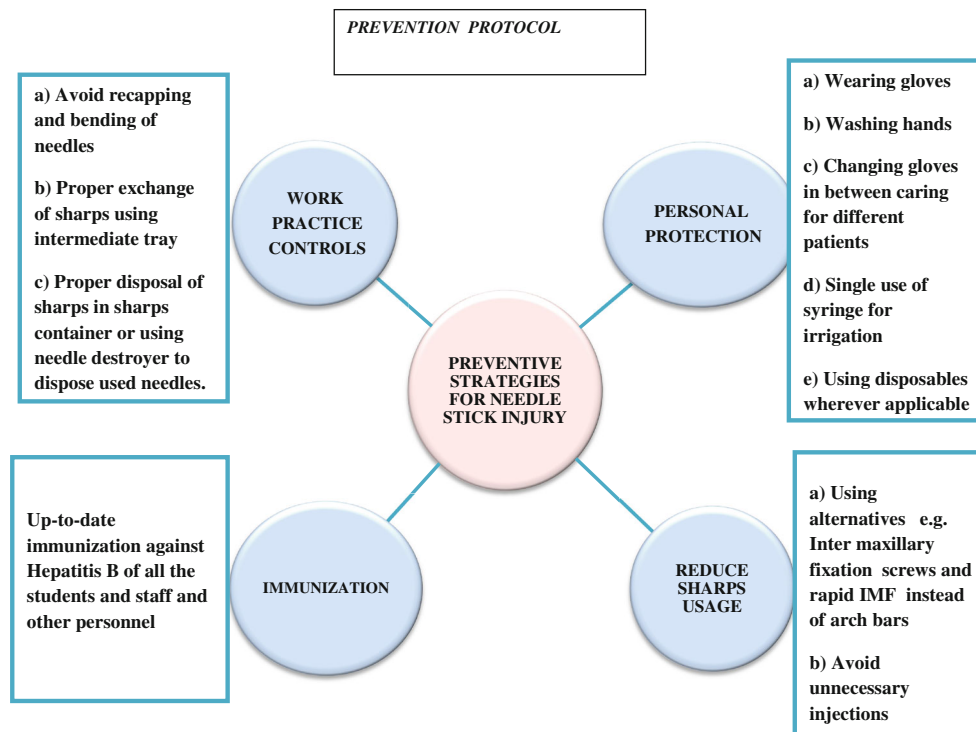 PREVENTION PROTOCOL
a) Avoid recapping
and bending of
needles
b) Proper exchange
of sharps using
intermediate tray
c) Proper disposal of
sharps in sharps
container or using
needle destroyer to
dispose used needles.
WORK
PRACTICE
CONTROLS
PERSONAL
PROTECTION
a) Wearing gloves
b) Washing hands
c) Changing gloves
in between caring
for different
patients
d) Single use of
syringe for
irrigation
e) Using disposables
wherever applicable
PREVENTIVE
STRATEGIES
FOR NEEDLE
STICK INJURY
Up-to-date
immunization against
Hepatitis B of all the
students and staff and
other personnel
IMMUNIZATION
REDUCE
SHARPS
USAGE
a) Using
alternatives e.g.
Inter maxillary
fixation screws and
rapid IMF instead
of arch bars
b) Avoid
unnecessary
injections